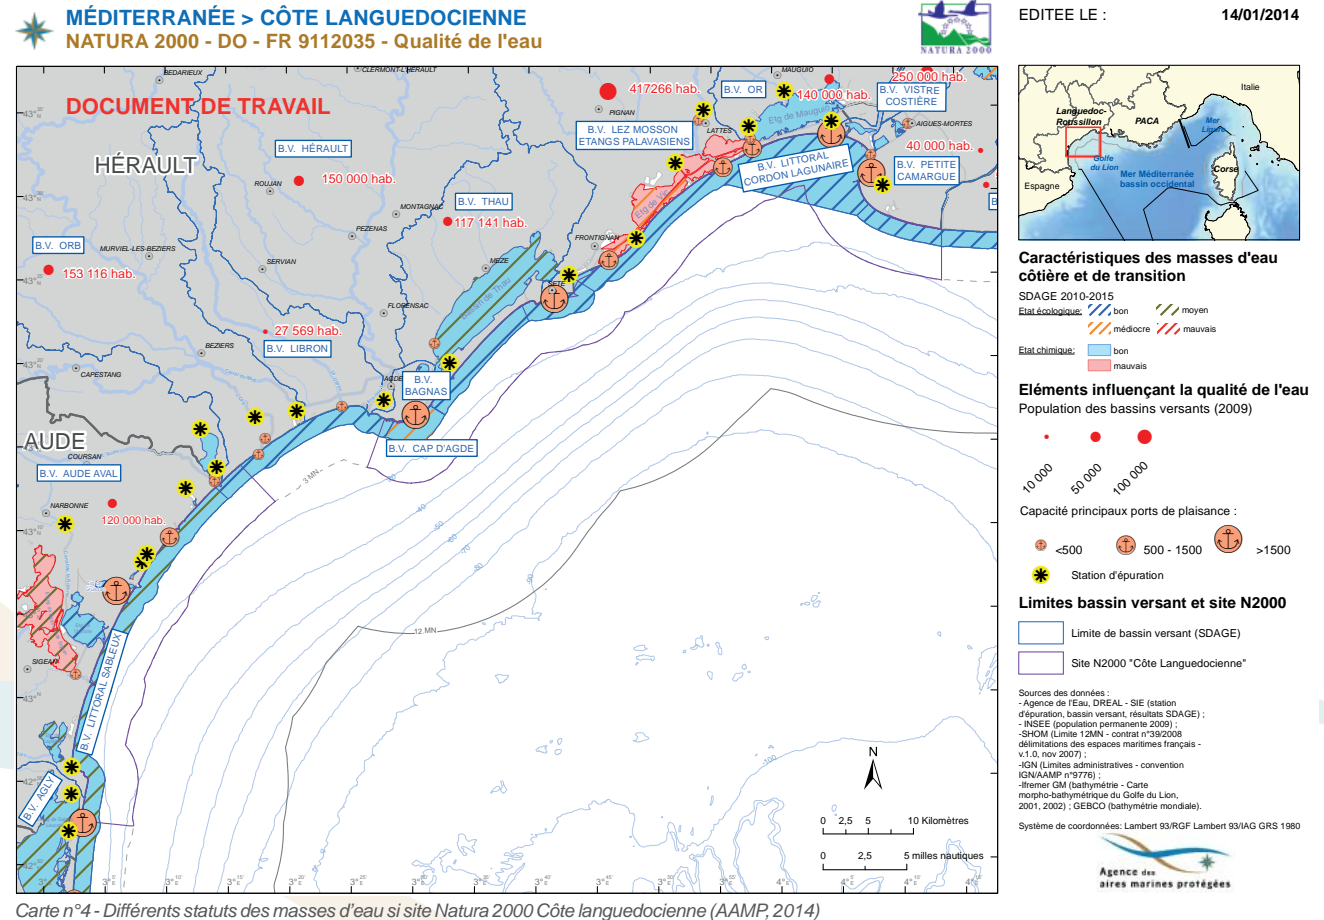 MÉDITERRANÉE > CÔTE LANGUEDOCIENNE
NATURA 2000 - DO - FR 9112035 - Qualité de l'eau
NATURA 2000
EDITEE LE :
14/01/2014
DOCUMENT DE TRAVAIL
BEDARIEUX
CLERMONT-L'HERAULT
HÉRAULT
B.V. HÉRAULT
150 000 hab.
ROUJAN
MONTAGNAC
PEZENAS
B.V. THAU
117 141 hab.
417266 hab.
PIGNAN
B.V. LEZ MOSSON
ETANGS PALAVASIENS
LATTES
B.V. OR
MAUGUIO
140 000 hab.
250 000 hab.
B.V. VISTRE
COSTIÈRE
AIGUES-MORTES
40 000 hab.
B.V. PETITE
CAMARGUE
B.V. LITTORAL
CORDON LAGUNAIRE
B.V. ORB
153 116 hab.
MURVIEL-LES-BEZIERS
SERVIAN
MEZE
FRONTIGNAN
SETE
Bassin de Thau
FLORENSAC
27 569 hab.
B.V. LIBRON
BEZIERS
CAPESTANG
AGDE
B.V.
BAGNAS
B.V. CAP D'AGDE
AUDE
COURSAN
B.V. AUDE AVAL
NARBONNE
120 000 hab.
3 MN
12 MN
SIGEAN
B.V. LITTORAL SABLEUX
B.V. AGLY
-100
N
0 2,5 5 10 Kilomètres
0 2,5 5 milles nautiques
Languedoc-
Roussillon
PACA
Italie
Mer
Ligure
Golfe
du Lion
Mer Méditerranée
bassin occidental
Corse
Espagne
Caractéristiques des masses d'eau
côtière et de transition
SDAGE 2010-2015
Etat écologique: bon moyen
médiocre mauvais
Etat chimique: bon
mauvais
Eléments influençant la qualité de l'eau
Population des bassins versants (2009)
10 000 50 000 100 000
Capacité principaux ports de plaisance :
<500 500 - 1500 >1500
Station d'épuration
Limites bassin versant et site N2000
Limite de bassin versant (SDAGE)
Site N2000 "Côte Languedocienne"
Sources des données :
- Agence de l'Eau, DREAL - SIE (station
d'épuration, bassin versant, résultats SDAGE) ;
- INSEE (population permanente 2009) ;
-SHOM (Limite 12MN - contrat n°39/2008
délimitations des espaces maritimes français -
v.1.0, nov 2007) ;
-IGN (Limites administratives - convention
IGN/AAMP n°9776) ;
-Ifremer GM (bathymétrie - Carte
morpho-bathymétrique du Golfe du Lion,
2001, 2002) ; GEBCO (bathymétrie mondiale).
Système de coordonnées: Lambert 93/RGF Lambert 93/IAG GRS 1980
Agence des
aires marines protégées
Carte n°4 - Différents statuts des masses d'eau si site Natura 2000 Côte languedocienne (AAMP, 2014)